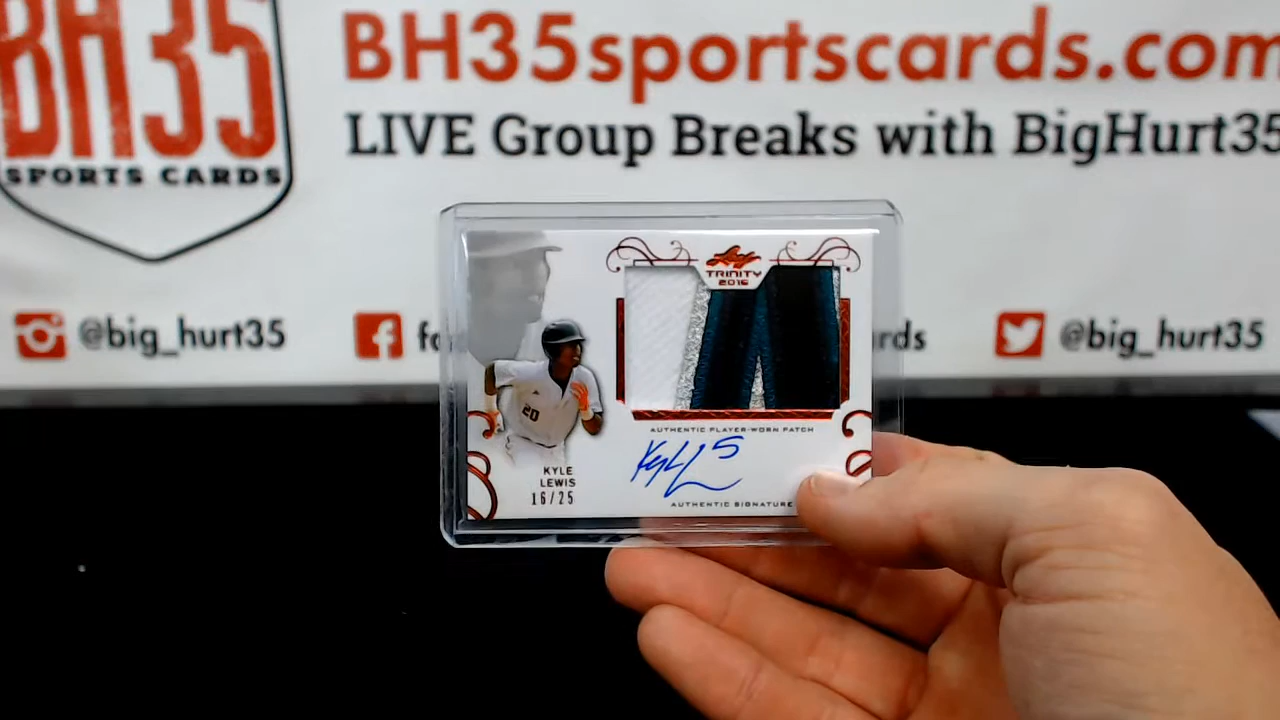 BH35
SPORTS CARDS
BH35sportscards.com
LIVE Group Breaks with BigHurt35
@big_hurt35
@big_hurt35
Leaf
TRINITY
2016
20
AUTHENTIC PLAYER-WORN PATCH
KYLE
LEWIS
16/25
AUTHENTIC SIGNATURE